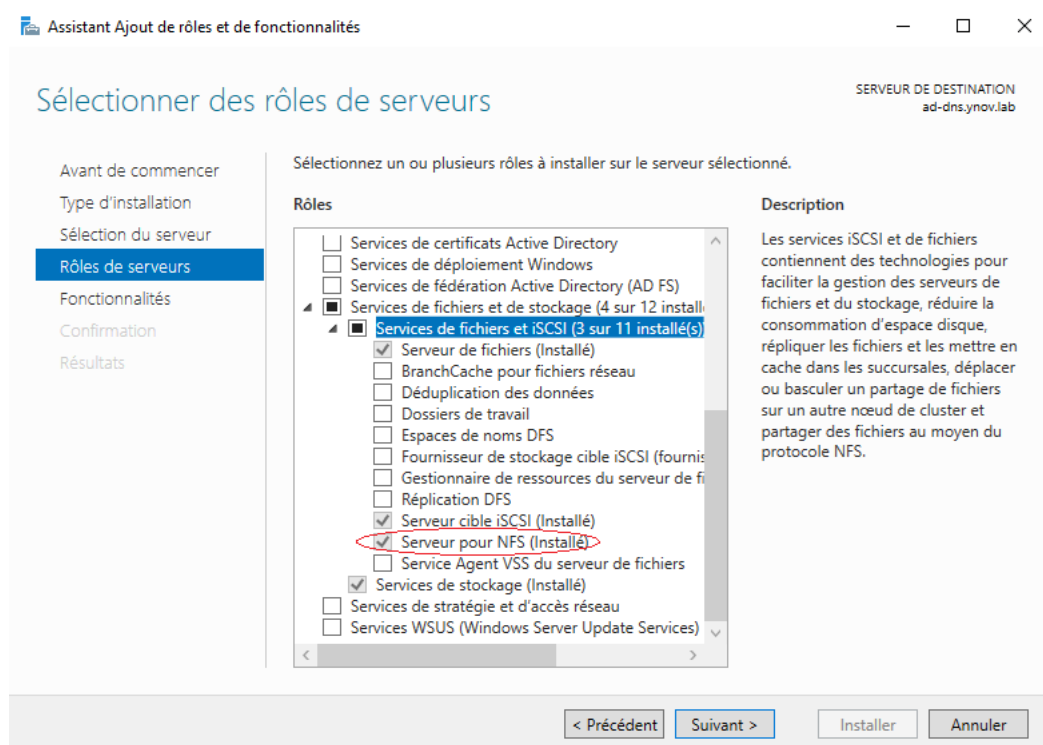 Assistant Ajout de rôles et de fonctionnalités
Sélectionner des rôles de serveurs
SERVEUR DE DESTINATION
ad-dns.ynov.lab
Avant de commencer
Type d'installation
Sélection du serveur
Rôles de serveurs
Fonctionnalités
Confirmation
Résultats
Sélectionnez un ou plusieurs rôles à installer sur le serveur sélectionné.
Rôles
Services de certificats Active Directory
Services de déploiement Windows
Services de fédération Active Directory (AD FS)
Services de fichiers et de stockage (4 sur 12 install
Services de fichiers et iSCSI (3 sur 11 installé(s)
Serveur de fichiers (Installé)
BranchCache pour fichiers réseau
Déduplication des données
Dossiers de travail
Espaces de noms DFS
Fournisseur de stockage cible iSCSI (fournis
Gestionnaire de ressources du serveur de fi
Réplication DFS
Serveur cible iSCSI (Installé)
Serveur pour NFS (Installé)
Service Agent VSS du serveur de fichiers
Services de stockage (Installé)
Services de stratégie et d'accès réseau
Services WSUS (Windows Server Update Services)
Description
Les services iSCSI et de fichiers
contiennent des technologies pour
faciliter la gestion des serveurs de
fichiers et du stockage, réduire la
consommation d'espace disque,
répliquer les fichiers et les mettre en
cache dans les succursales, déplacer
ou basculer un partage de fichiers
sur un autre nœud de cluster et
partager des fichiers au moyen du
protocole NFS.
< Précédent
Suivant >
Installer
Annuler